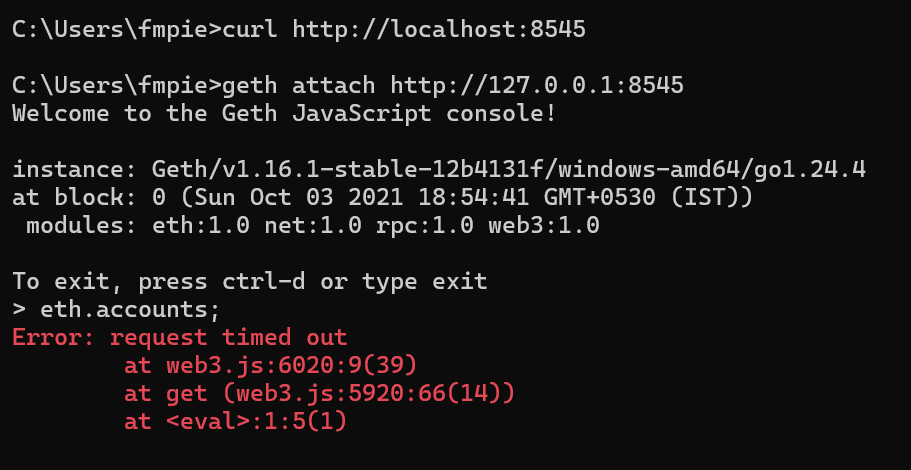 C:\Users\fmpie>curl http://localhost:8545
C:\Users\fmpie>geth attach http://127.0.0.1:8545
Welcome to the Geth JavaScript console!
instance: Geth/v1.16.1-stable-12b4131f/windows-amd64/go1.24.4
at block: 0 (Sun Oct 03 2021 18:54:41 GMT+0530 (IST))
 modules: eth:1.0 net:1.0 rpc:1.0 web3:1.0
To exit, press ctrl-d or type exit
> eth.accounts;
Error: request timed out
        at web3.js:6020:9(39)
        at get (web3.js:5920:66(14))
        at <eval>:1:5(1)